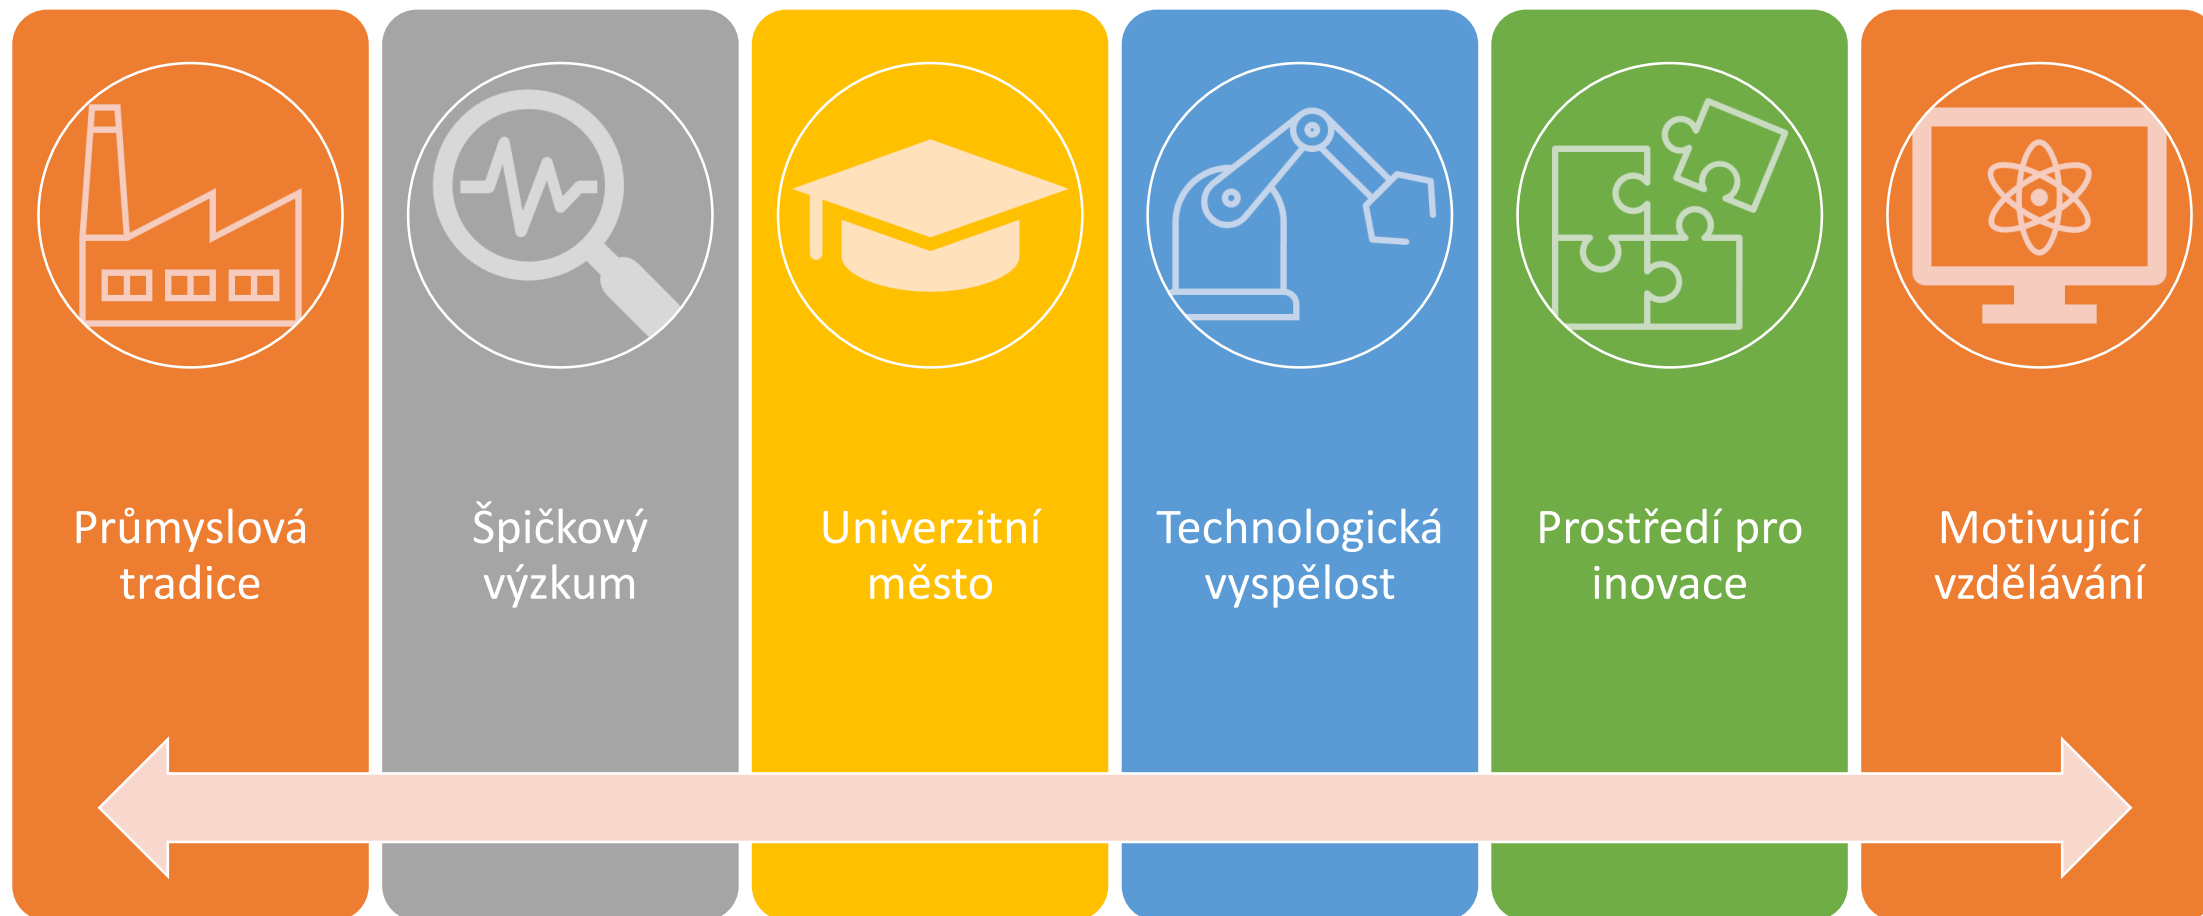 Průmyslová
tradice
Špičkový
výzkum
Univerzitní
město
Technologická
vyspělost
Prostředí pro
inovace
Motivující
vzdělávání